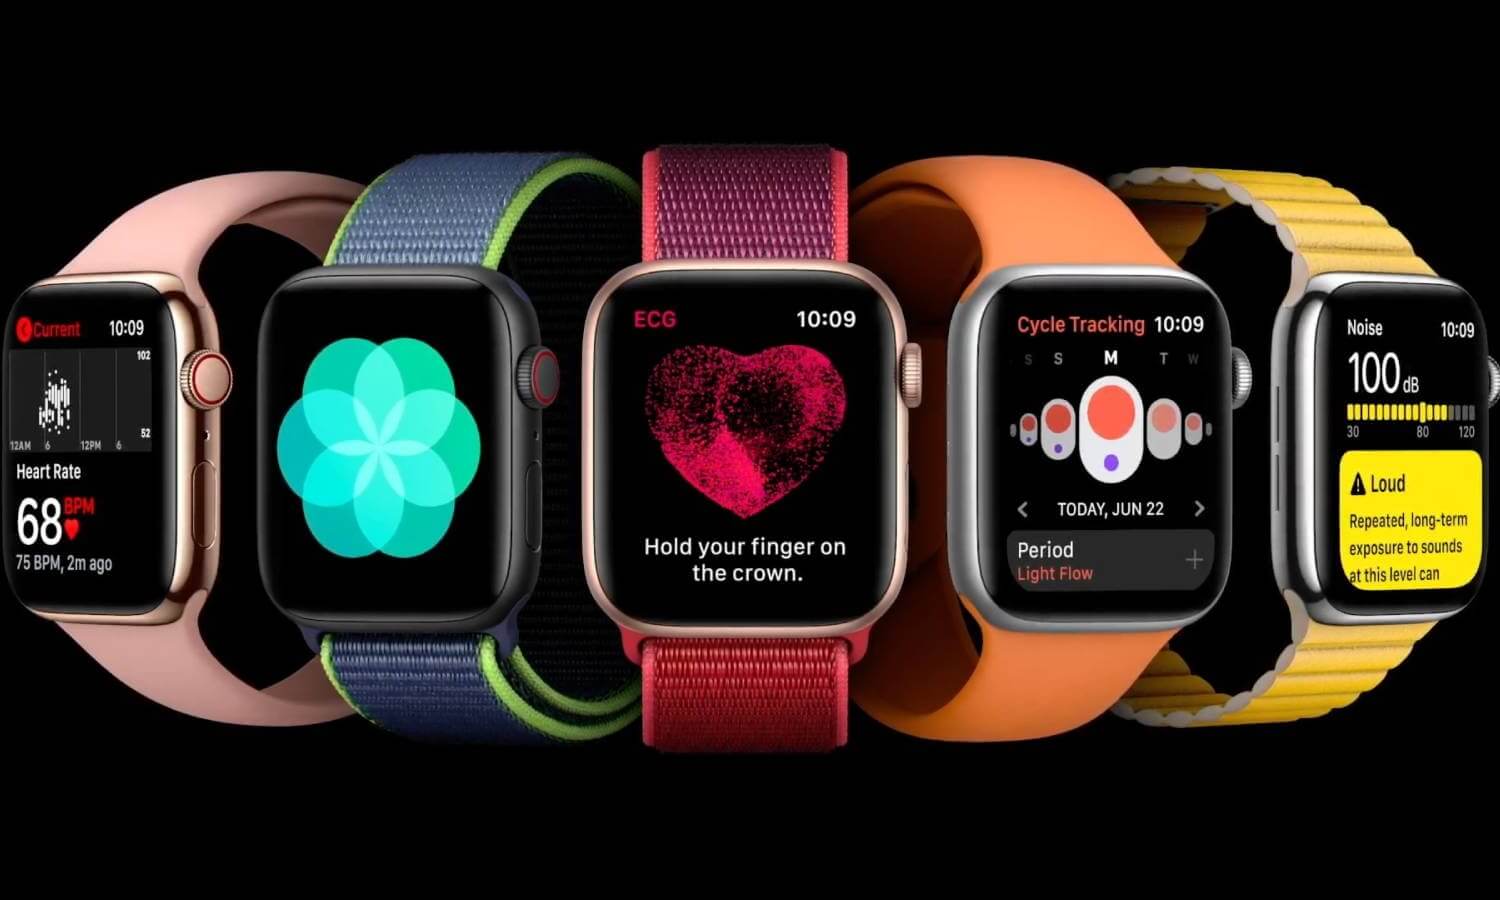 Current 10:09
102
52
12AM 6 12PM 6
Heart Rate
68 BPM
75 BPM, 2m ago
ECG 10:09
Hold your finger on
the crown.
Cycle Tracking 10:09
S S M T W
TODAY, JUN 22
Period
Light Flow
Noise 10:09
100 dB
30 80 120
Loud
Repeated, long-term
exposure to sounds
at this level can